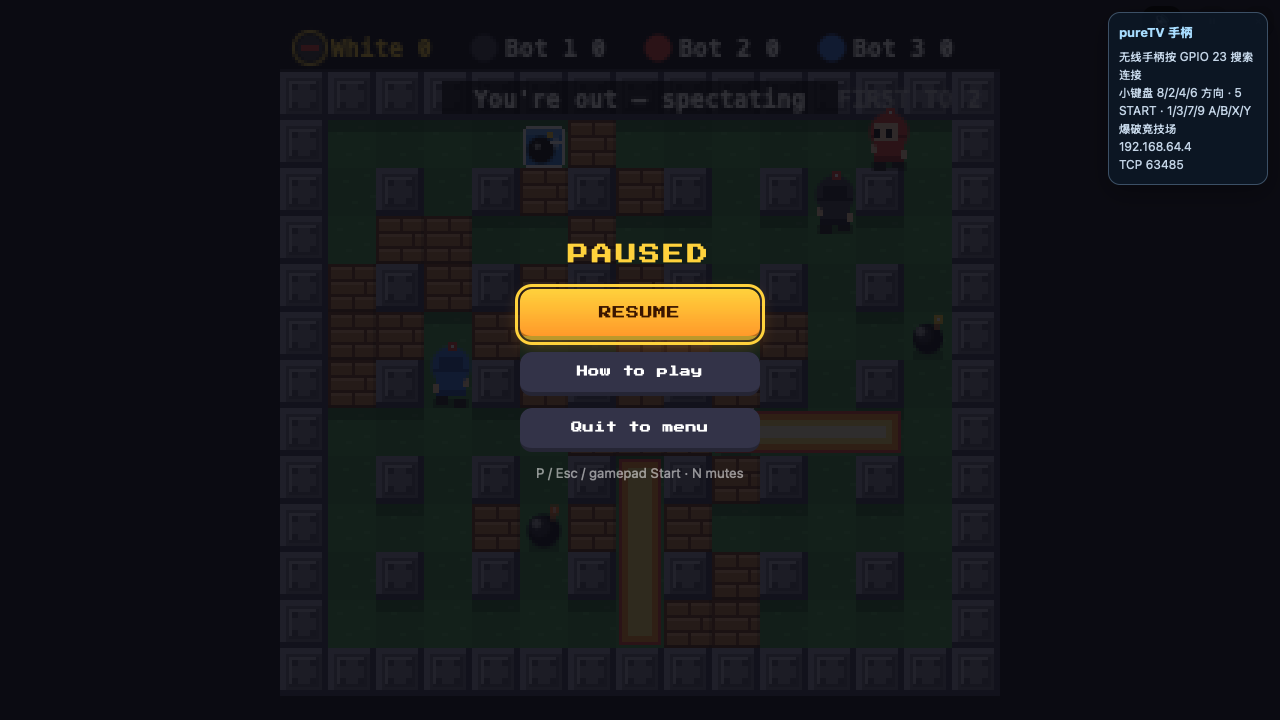 White 0
Bot 1 0
Bot 2 0
Bot 3 0
You're out — spectating
FIRST TO 2
PAUSED
RESUME
How to play
Quit to menu
P / Esc / gamepad Start · N mutes
pureTV 手柄
无线手柄按 GPIO 23 搜索
连接
小键盘 8/2/4/6 方向 · 5
START · 1/3/7/9 A/B/X/Y
爆破竞技场
192.168.64.4
TCP 63485